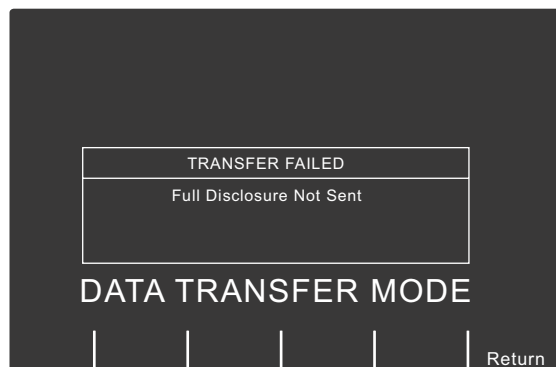 TRANSFER FAILED
Full Disclosure Not Sent
DATA TRANSFER MODE
Return